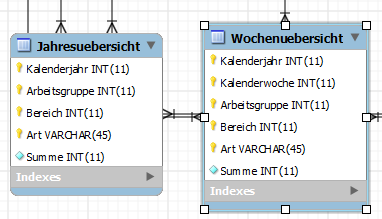 Jahresuebersicht
Kalenderjahr INT(11)
Arbeitsgruppe INT(11)
Bereich INT(11)
Art VARCHAR(45)
Summe INT(11)
Indexes
Wochenuebersicht
Kalenderjahr INT(11)
Kalenderwoche INT(11)
Arbeitsgruppe INT(11)
Bereich INT(11)
Art VARCHAR(45)
Summe INT(11)
Indexes